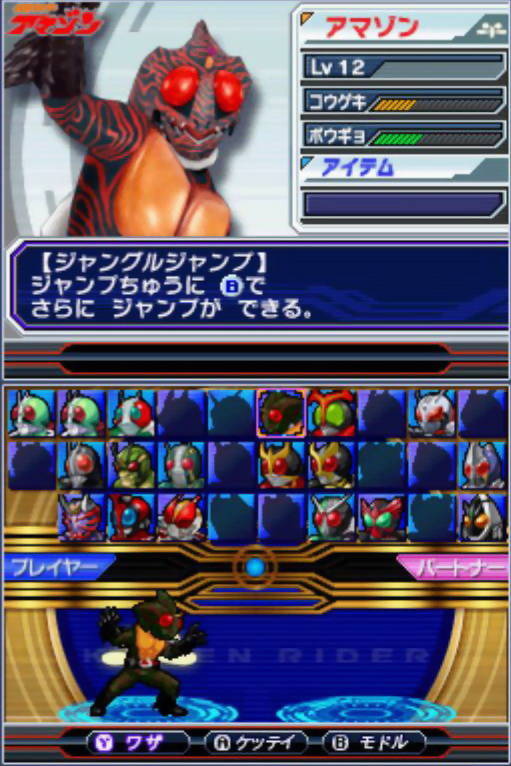 アマゾン
アマゾン
Lv 12
コウゲキ
ボウギョ
アイテム
【ジャングルジャンプ】
ジャンプちゅうに Ⓑで
さらに ジャンプが できる。
プレイヤー
パートナー
KAMEN RIDER
Ⓨ ワザ
Ⓐ ケッテイ
Ⓑ モドル